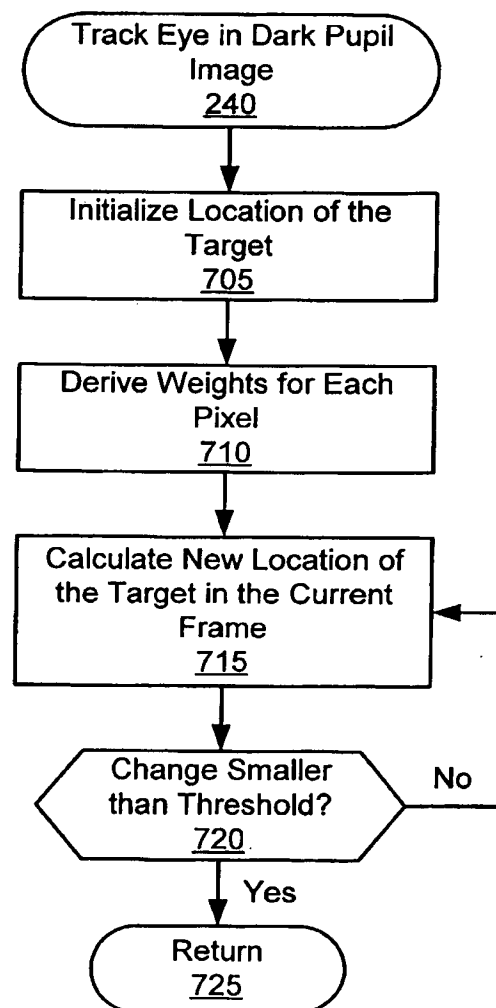 Track Eye in Dark Pupil
Image
240
Initialize Location of the
Target
705
Derive Weights for Each
Pixel
710
Calculate New Location of
the Target in the Current
Frame
715
Change Smaller
than Threshold?
720
No
Yes
Return
725